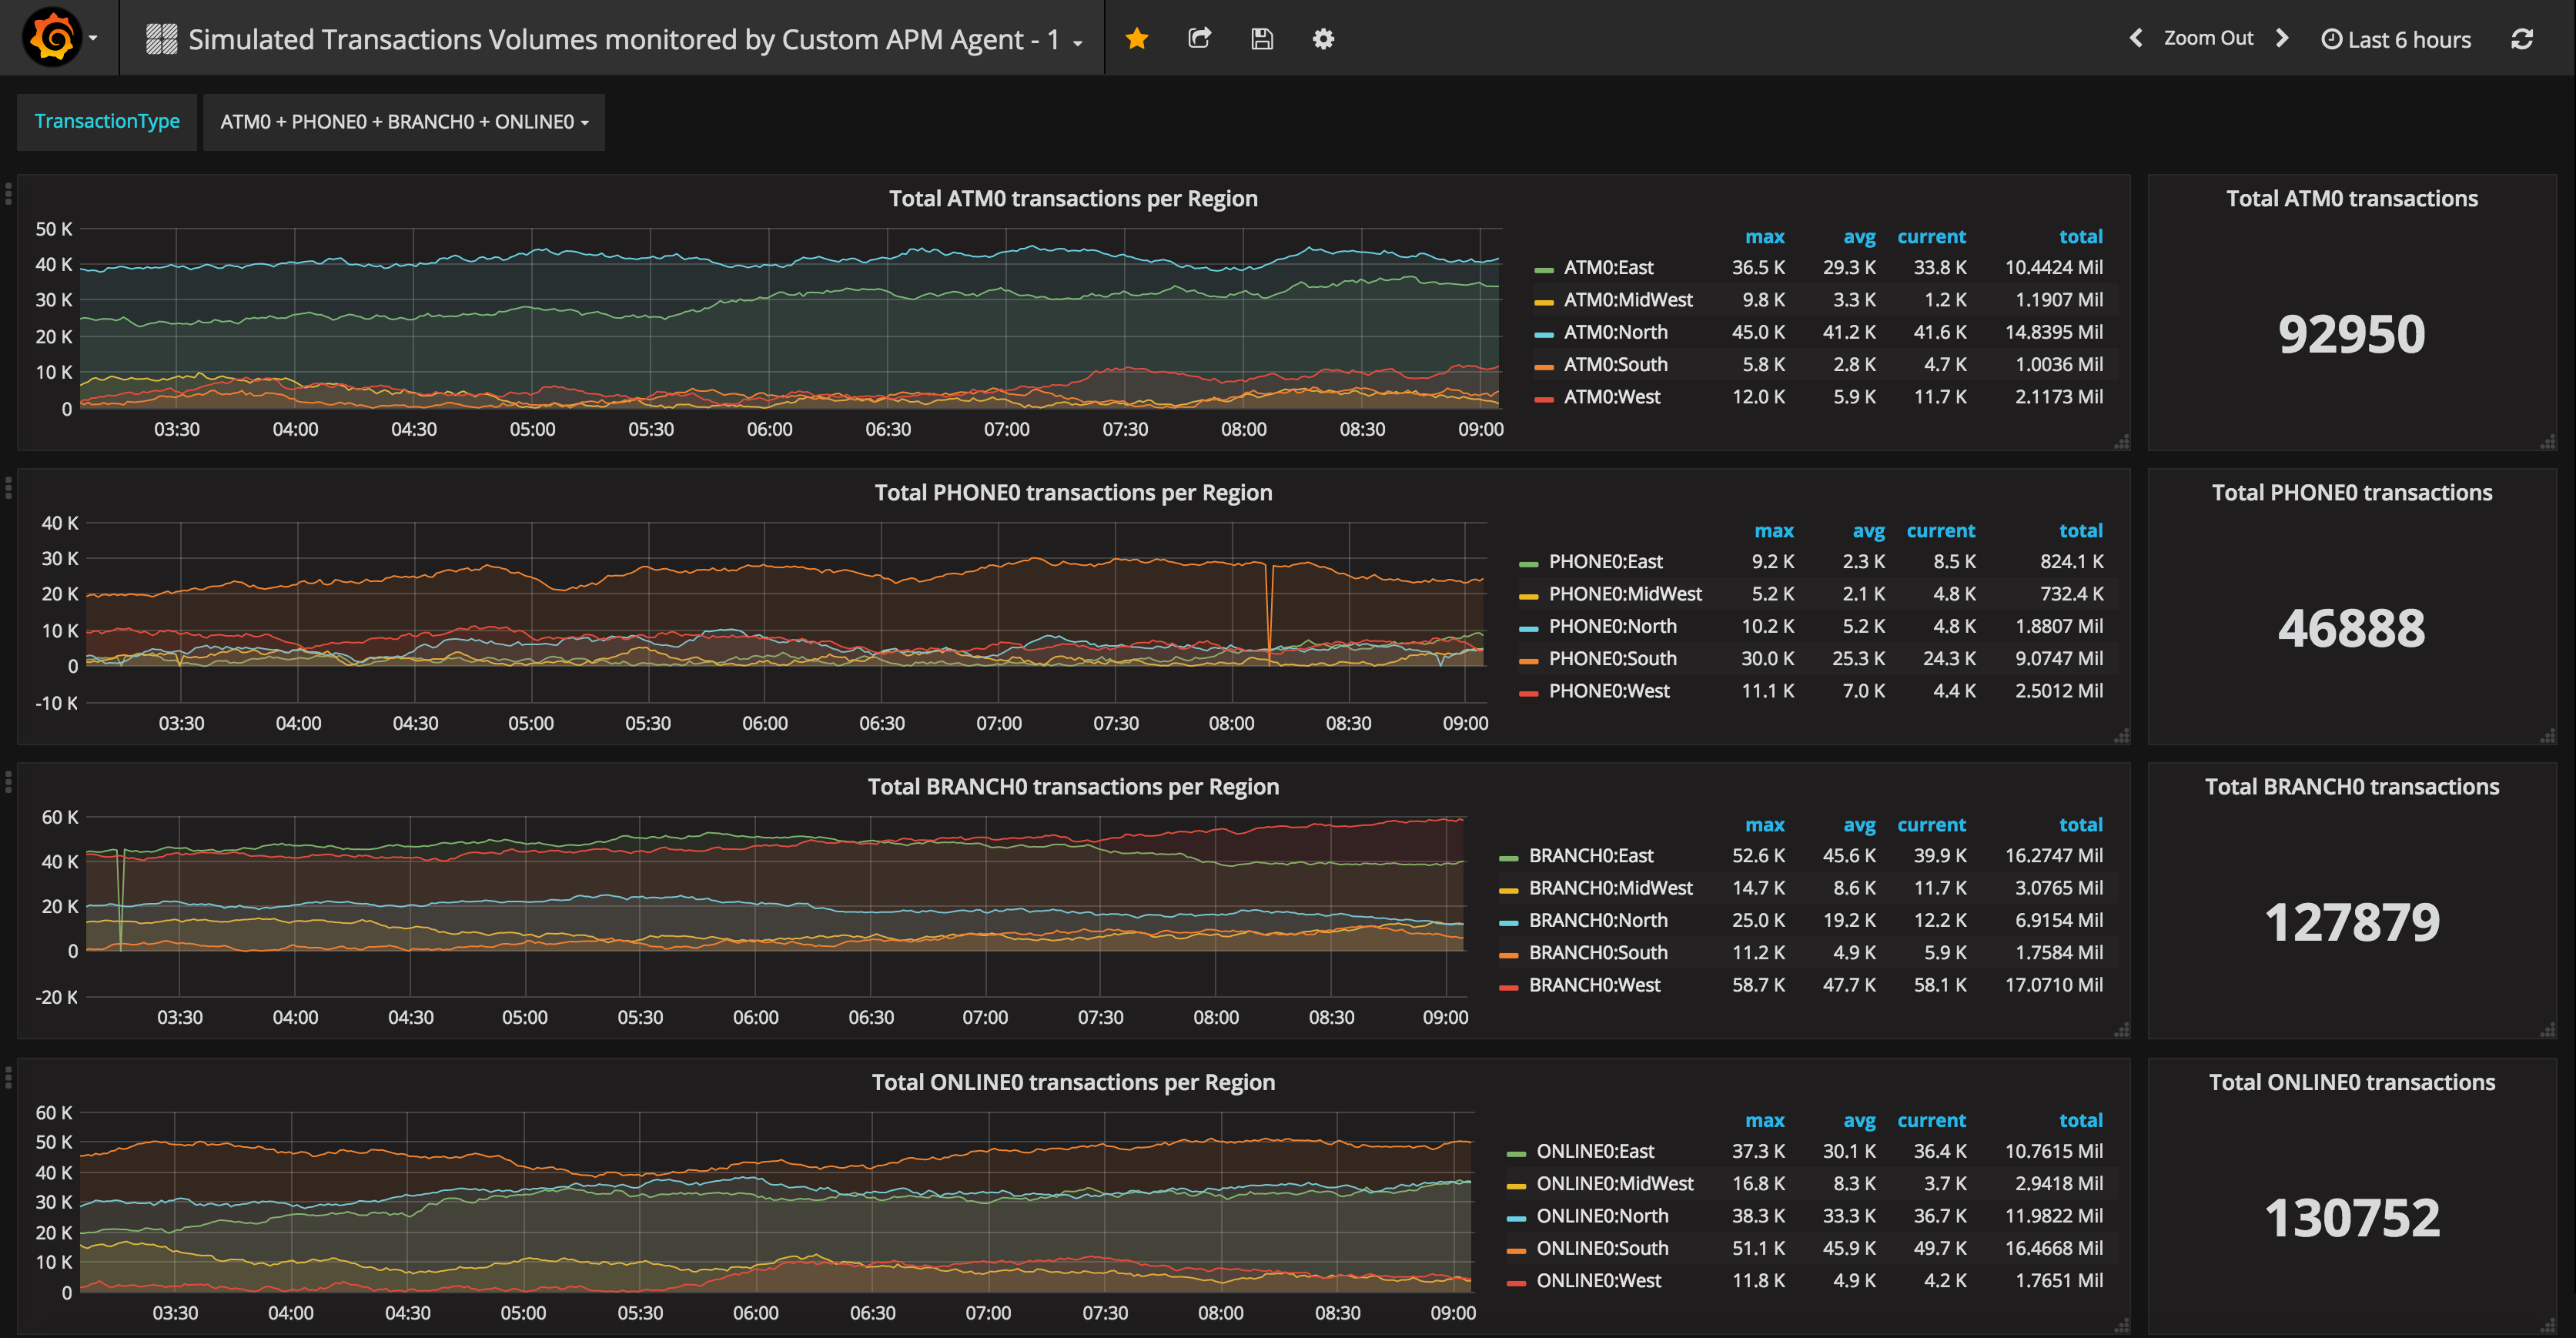 Simulated Transactions Volumes monitored by Custom APM Agent - 1
Zoom Out
Last 6 hours
TransactionType
ATM0 + PHONE0 + BRANCH0 + ONLINE0
Total ATM0 transactions per Region
50 K
40 K
30 K
20 K
10 K
0
03:30 04:00 04:30 05:00 05:30 06:00 06:30 07:00 07:30 08:00 08:30 09:00
max avg current total
ATM0:East 36.5 K 29.3 K 33.8 K 10.4424 Mil
ATM0:MidWest 9.8 K 3.3 K 1.2 K 1.1907 Mil
ATM0:North 45.0 K 41.2 K 41.6 K 14.8395 Mil
ATM0:South 5.8 K 2.8 K 4.7 K 1.0036 Mil
ATM0:West 12.0 K 5.9 K 11.7 K 2.1173 Mil
Total ATM0 transactions
92950
Total PHONE0 transactions per Region
40 K
30 K
20 K
10 K
0
-10 K
03:30 04:00 04:30 05:00 05:30 06:00 06:30 07:00 07:30 08:00 08:30 09:00
max avg current total
PHONE0:East 9.2 K 2.3 K 8.5 K 824.1 K
PHONE0:MidWest 5.2 K 2.1 K 4.8 K 732.4 K
PHONE0:North 10.2 K 5.2 K 4.8 K 1.8807 Mil
PHONE0:South 30.0 K 25.3 K 24.3 K 9.0747 Mil
PHONE0:West 11.1 K 7.0 K 4.4 K 2.5012 Mil
Total PHONE0 transactions
46888
Total BRANCH0 transactions per Region
60 K
40 K
20 K
0
-20 K
03:30 04:00 04:30 05:00 05:30 06:00 06:30 07:00 07:30 08:00 08:30 09:00
max avg current total
BRANCH0:East 52.6 K 45.6 K 39.9 K 16.2747 Mil
BRANCH0:MidWest 14.7 K 8.6 K 11.7 K 3.0765 Mil
BRANCH0:North 25.0 K 19.2 K 12.2 K 6.9154 Mil
BRANCH0:South 11.2 K 4.9 K 5.9 K 1.7584 Mil
BRANCH0:West 58.7 K 47.7 K 58.1 K 17.0710 Mil
Total BRANCH0 transactions
127879
Total ONLINE0 transactions per Region
60 K
50 K
40 K
30 K
20 K
10 K
0
03:30 04:00 04:30 05:00 05:30 06:00 06:30 07:00 07:30 08:00 08:30 09:00
max avg current total
ONLINE0:East 37.3 K 30.1 K 36.4 K 10.7615 Mil
ONLINE0:MidWest 16.8 K 8.3 K 3.7 K 2.9418 Mil
ONLINE0:North 38.3 K 33.3 K 36.7 K 11.9822 Mil
ONLINE0:South 51.1 K 45.9 K 49.7 K 16.4668 Mil
ONLINE0:West 11.8 K 4.9 K 4.2 K 1.7651 Mil
Total ONLINE0 transactions
130752